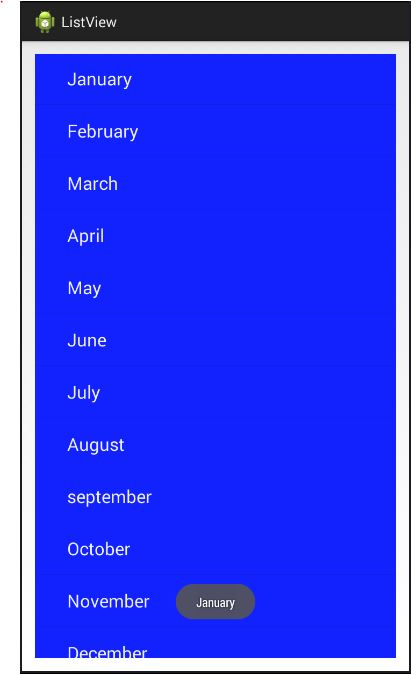 ListView
January
February
March
April
May
June
July
August
september
October
November
January
December